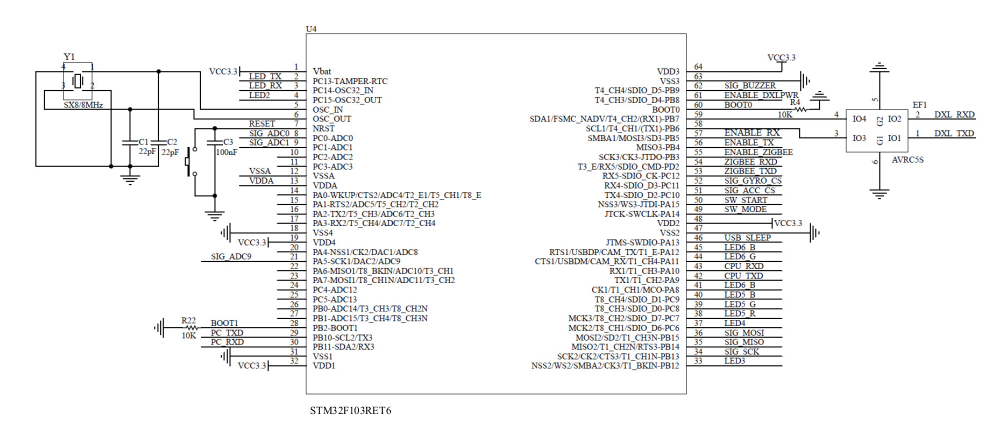 U4
Y1
4 1
3 2
SX8/8MHz
C1
22pF
C2
22pF
C3
100nF
VCC3.3 1 Vbat
LED_TX 2 PC13-TAMPER-RTC
LED_RX 3 PC14-OSC32_IN
LED2 4 PC15-OSC32_OUT
5 OSC_IN
6 OSC_OUT
RESET 7 NRST
SIG_ADC0 8 PC0-ADC0
SIG_ADC1 9 PC1-ADC1
10 PC2-ADC2
11 PC3-ADC3
VSSA 12 VSSA
VDDA 13 VDDA
14 PA0-WKUP/CTS2/ADC4/T2_E1/T5_CH1/T8_E
15 PA1-RTS2/ADC5/T5_CH2/T2_CH2
16 PA2-TX2/T5_CH3/ADC6/T2_CH3
17 PA3-RX2/T5_CH4/ADC7/T2_CH4
18 VSS4
VCC3.3 19 VDD4
20 PA4-NSS1/CK2/DAC1/ADC8
SIG_ADC9 21 PA5-SCK1/DAC2/ADC9
22 PA6-MISO1/T8_BKIN/ADC10/T3_CH1
23 PA7-MOSI1/T8_CH1N/ADC11/T3_CH2
24 PC4-ADC12
25 PC5-ADC13
26 PB0-ADC14/T3_CH3/T8_CH2N
27 PB1-ADC15/T3_CH4/T8_CH3N
R22
10K
BOOT1 28 PB2-BOOT1
PC_TXD 29 PB10-SCL2/TX3
PC_RXD 30 PB11-SDA2/RX3
31 VSS1
VCC3.3 32 VDD1
VCC3.3
VDD3 64
VSS3 63
T4_CH4/SDIO_D5-PB9 62 SIG_BUZZER
T4_CH3/SDIO_D4-PB8 61 ENABLE_DXLPWR
BOOT0 60 BOOT0
R4
10K
SDA1/FSMC_NADV/T4_CH2/(RX1)-PB7 59
SCL1/T4_CH1/(TX1)-PB6 58
SMBA1/MOSI3/SD3-PB5 57 ENABLE_RX
MISO3-PB4 56 ENABLE_TX
SCK3/CK3-JTDO-PB3 55 ENABLE_ZIGBEE
T3_E/RX5/SDIO_CMD-PD2 54 ZIGBEE_RXD
RX5-SDIO_CK-PC12 53 ZIGBEE_TXD
RX4-SDIO_D3-PC11 52 SIG_GYRO_CS
TX4-SDIO_D2-PC10 51 SIG_ACC_CS
NSS3/WS3-JTDI-PA15 50 SW_START
JTCK-SWCLK-PA14 49 SW_MODE
VDD2 48 VCC3.3
VSS2 47
JTMS-SWDIO-PA13 46 USB_SLEEP
RTS1/USBDP/CAM_TX/T1_E-PA12 45 LED6_B
CTS1/USBDM/CAM_RX/T1_CH4-PA11 44 LED6_G
RX1/T1_CH3-PA10 43 CPU_RXD
TX1/T1_CH2-PA9 42 CPU_TXD
CK1/T1_CH1/MCO-PA8 41 LED6_B
T8_CH4/SDIO_D1-PC9 40 LED5_B
T8_CH3/SDIO_D0-PC8 39 LED5_G
MCK3/T8_CH2/SDIO_D7-PC7 38 LED5_R
MCK2/T8_CH1/SDIO_D6-PC6 37 LED4
MOSI2/SD2/T1_CH3N-PB15 36 SIG_MOSI
MISO2/T1_CH2N/RTS3-PB14 35 SIG_MISO
SCK2/CK2/CTS3/T1_CH1N-PB13 34 SIG_SCK
NSS2/WS2/SMBA2/CK3/T1_BKIN-PB12 33 LED3
5
EF1
4 IO4 G2 IO2 2 DXL_RXD
3 IO3 G1 IO1 1 DXL_TXD
6
AVRC5S
STM32F103RET6